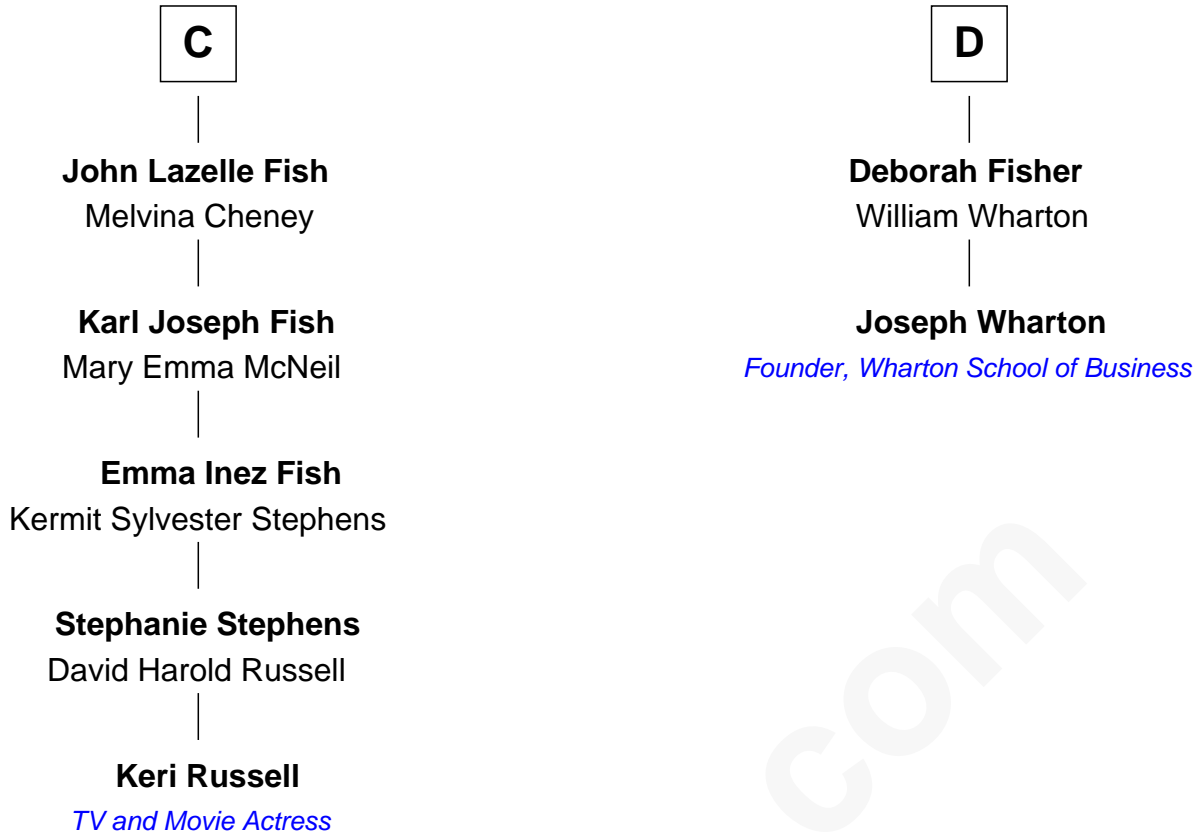 C
John Lazelle Fish
Melvina Cheney
Karl Joseph Fish
Mary Emma McNeil
Emma Inez Fish
Kermit Sylvester Stephens
Stephanie Stephens
David Harold Russell
Keri Russell
TV and Movie Actress
D
Deborah Fisher
William Wharton
Joseph Wharton
Founder, Wharton School of Business
com